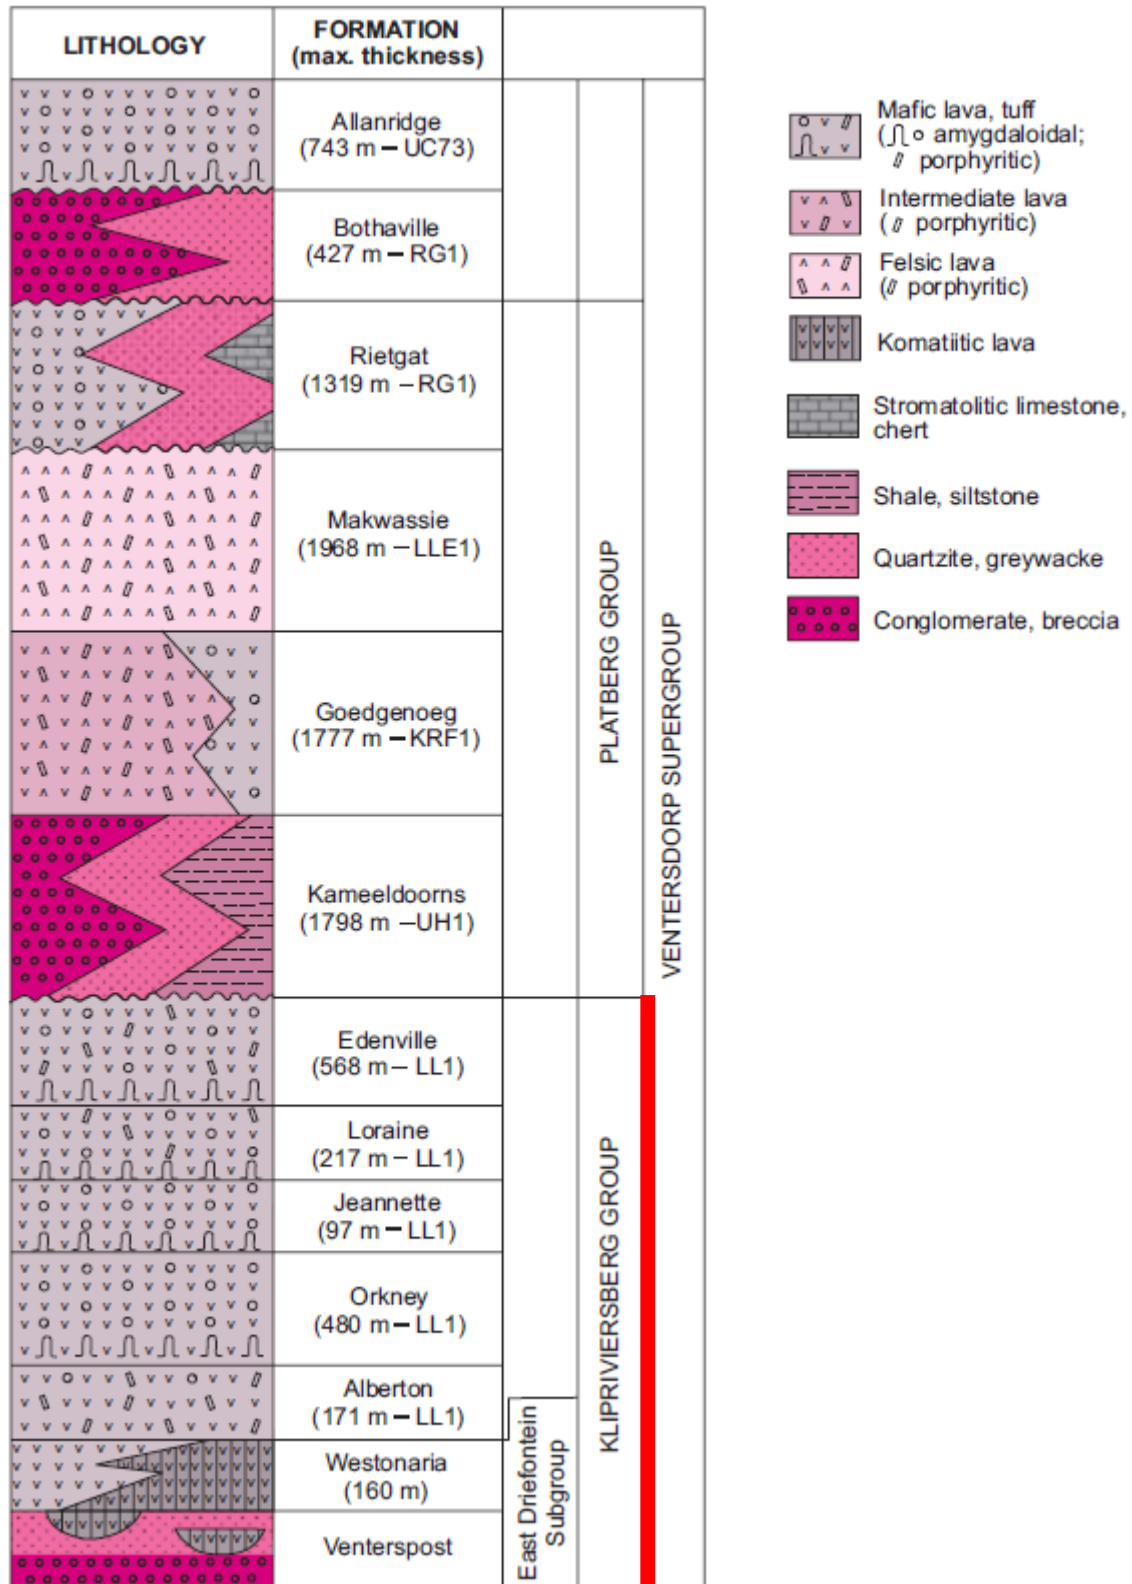 LITHOLOGY
FORMATION
(max. thickness)
Allanridge
(743 m – UC73)
Bothaville
(427 m – RG1)
Rietgat
(1319 m – RG1)
Makwassie
(1968 m – LLE1)
Goedgenoeg
(1777 m – KRF1)
Kameeldoorns
(1798 m –UH1)
Edenville
(568 m – LL1)
Loraine
(217 m – LL1)
Jeannette
(97 m – LL1)
Orkney
(480 m – LL1)
Alberton
(171 m – LL1)
Westonaria
(160 m)
Venterspost
East Driefontein
Subgroup
PLATBERG GROUP
KLIPRIVIERSBERG GROUP
VENTERSDORP SUPERGROUP
Mafic lava, tuff
( amygdaloidal;
porphyritic)
Intermediate lava
( porphyritic)
Felsic lava
( porphyritic)
Komatiitic lava
Stromatolitic limestone,
chert
Shale, siltstone
Quartzite, greywacke
Conglomerate, breccia